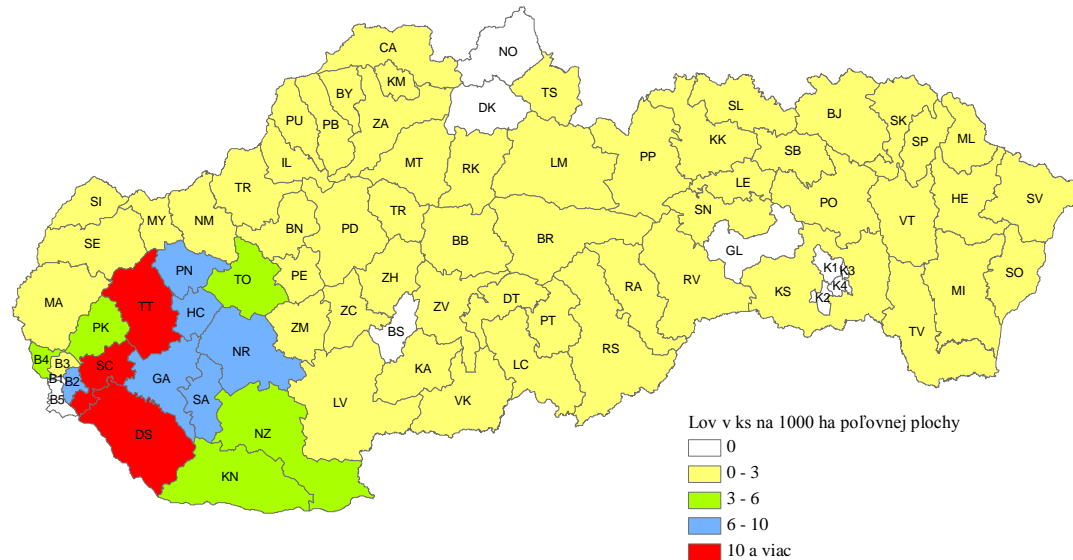 NO
CA
KM
TS
BY
DK
PU
PB
ZA
SL
BJ
SK
SP
ML
KK
SB
IL
MT
RK
LM
PP
TR
LE
HE
SV
SI
MY
NM
TR
SN
PO
VT
SE
BN
PD
BB
BR
GL
PN
TO
PE
ZH
K1
K3
SO
MA
TT
RV
KS
K4
K2
MI
HC
ZC
ZV
DT
RA
PK
ZM
BS
PT
TV
B4
B3
SC
NR
RS
B1
B2
GA
KA
LC
B5
SA
LV
VK
DS
NZ
KN
Lov v ks na 1000 ha poľovnej plochy
0
0 - 3
3 - 6
6 - 10
10 a viac